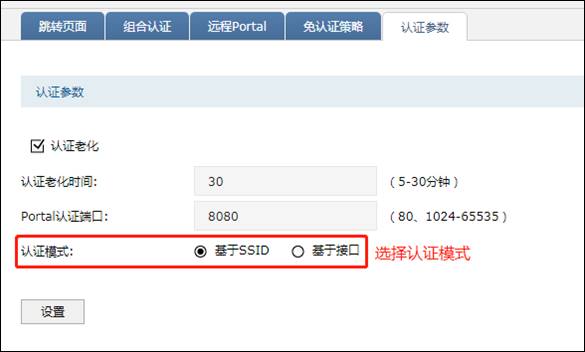 跳转页面 组合认证 远程Portal 免认证策略 认证参数
认证参数
认证老化
认证老化时间: 30 （5-30分钟）
Portal认证端口: 8080 （80、1024-65535）
认证模式: 基于SSID 基于接口 选择认证模式
设置